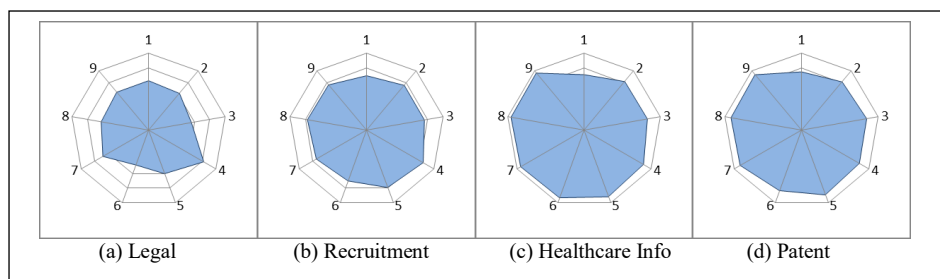 1 1 1 1
9 2 9 2 9 2 9 2
8 3 8 3 8 3 8 3
7 4 7 4 7 4 7 4
6 5 6 5 6 5 6 5
(a) Legal (b) Recruitment (c) Healthcare Info (d) Patent